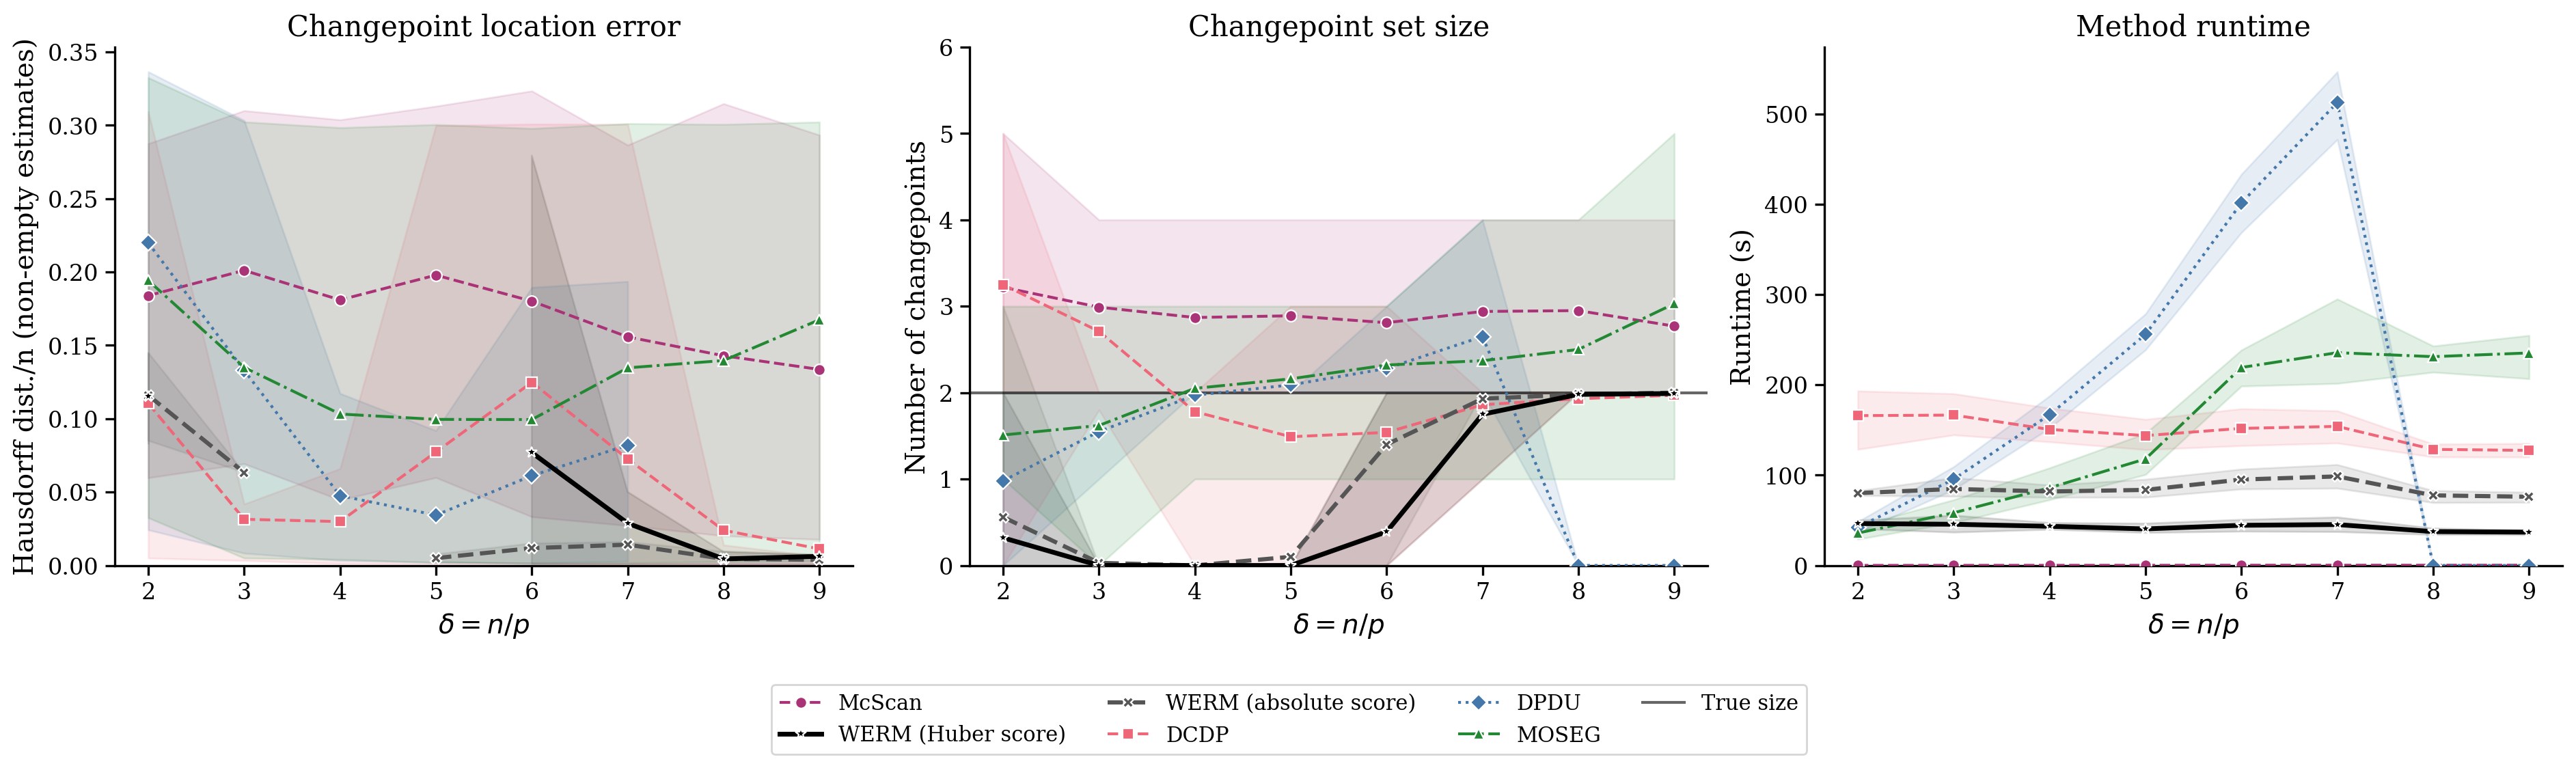 Changepoint location error
Hausdorff dist./n (non-empty estimates)
0.35
0.30
0.25
0.20
0.15
0.10
0.05
0.00
2 3 4 5 6 7 8 9
δ = n/p
Changepoint set size
Number of changepoints
6
5
4
3
2
1
0
2 3 4 5 6 7 8 9
δ = n/p
Method runtime
Runtime (s)
500
400
300
200
100
0
2 3 4 5 6 7 8 9
δ = n/p
McScan
WERM (Huber score)
WERM (absolute score)
DCDP
DPDU
MOSEG
True size